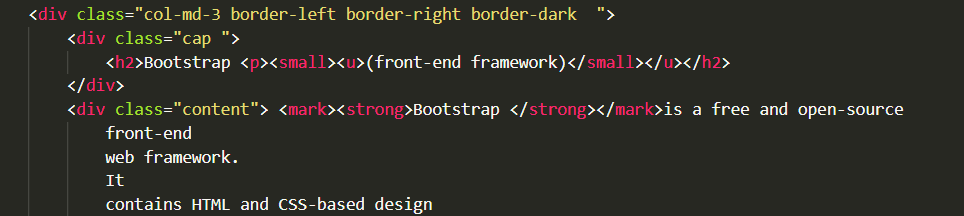 <div class="col-md-3 border-left border-right border-dark  ">
<div class="cap ">
<h2>Bootstrap <p><small><u>(front-end framework)</small></u></h2>
</div>
<div class="content"> <mark><strong>Bootstrap </strong></mark>is a free and open-source
front-end
web framework.
It
contains HTML and CSS-based design